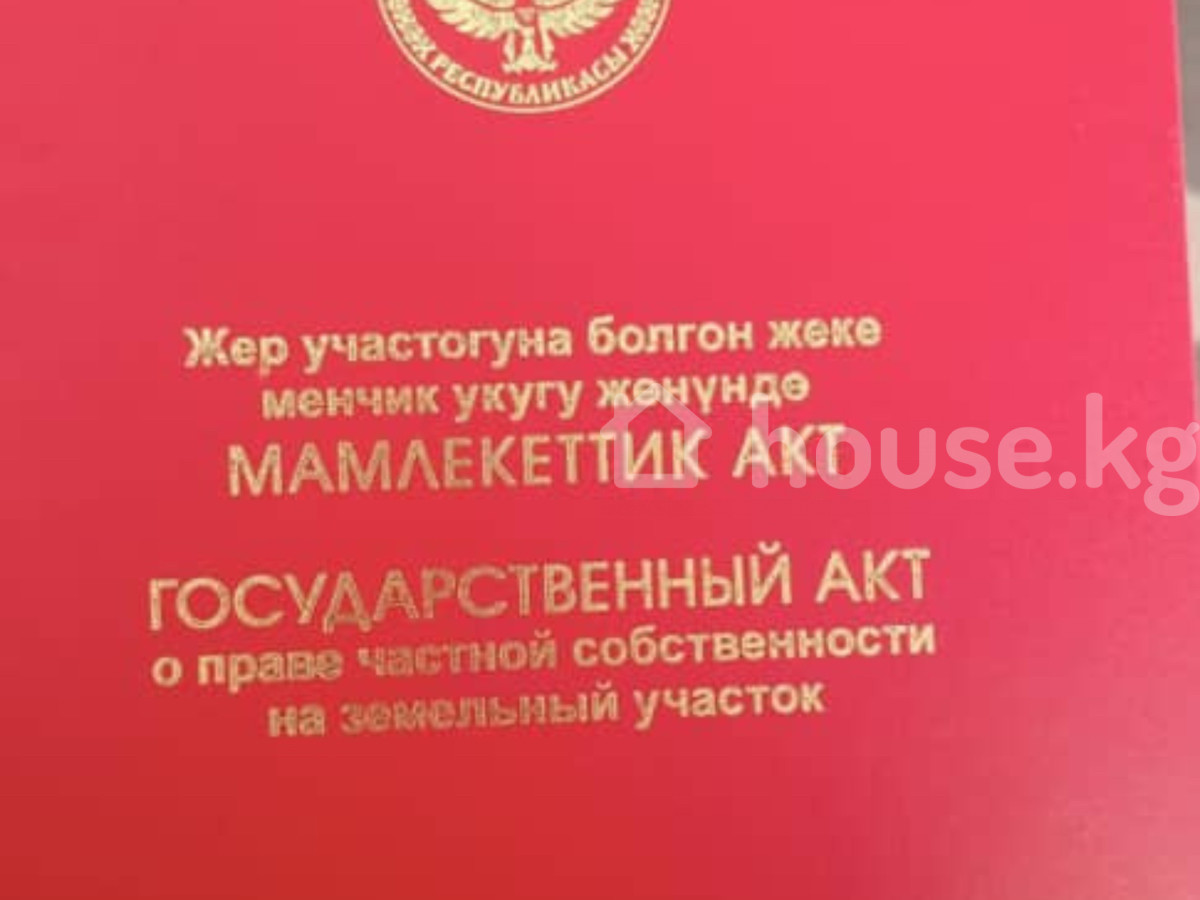 РЕСПУБЛИКАСЫ
Жер участогуна болгон жеке
менчик укугу жөнүндө
МАМЛЕКЕТТИК АКТ
house.kg
ГОСУДАРСТВЕННЫЙ АКТ
о праве частной собственности
на земельный участок